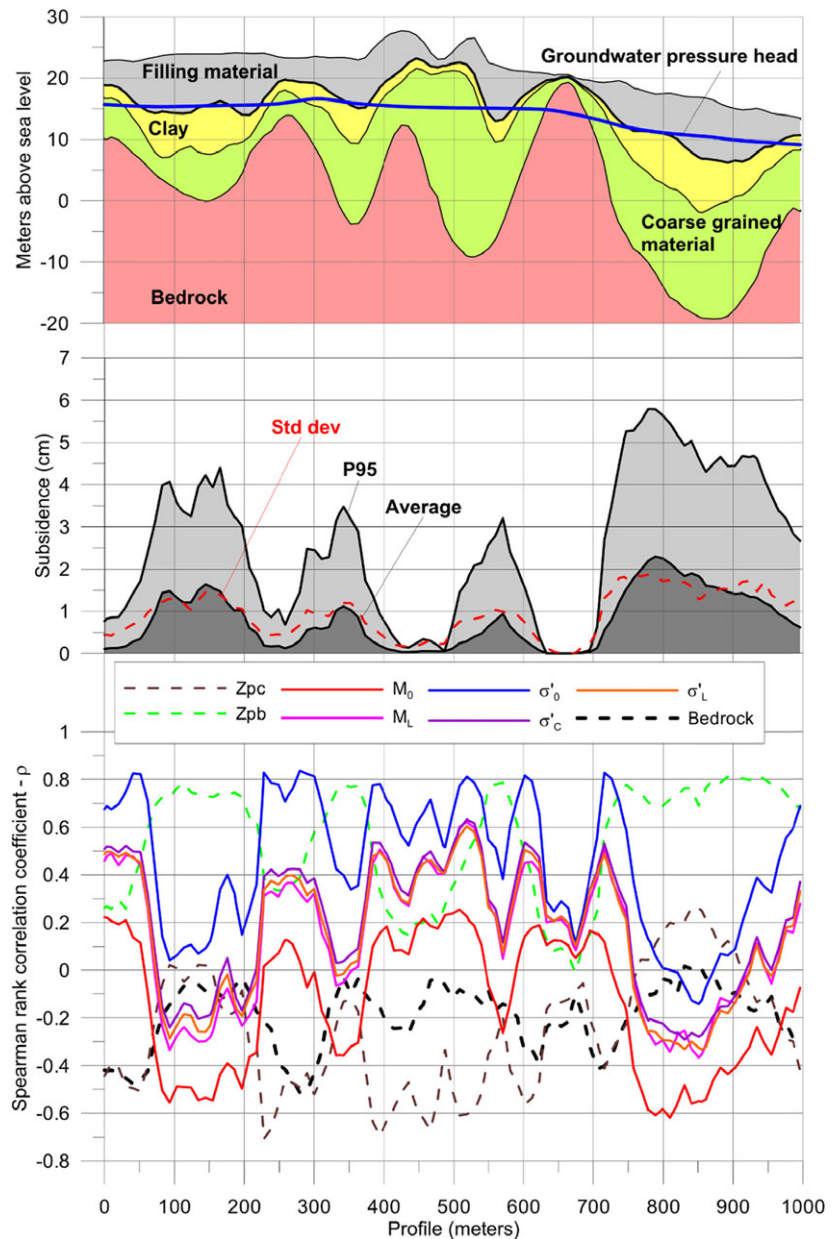 30
20
10
0
-10
-20
Meters above sea level
Filling material
Groundwater pressure head
Clay
Coarse grained
material
Bedrock
7
6
5
4
3
2
1
0
Subsidence (cm)
Std dev
P95
Average
Zpc
M₀
σ'₀
σ'L
Zpb
M_L
σ'c
Bedrock
1
0.8
0.6
0.4
0.2
0
-0.2
-0.4
-0.6
-0.8
Spearman rank correlation coefficient - ρ
0 100 200 300 400 500 600 700 800 900 1000
Profile (meters)